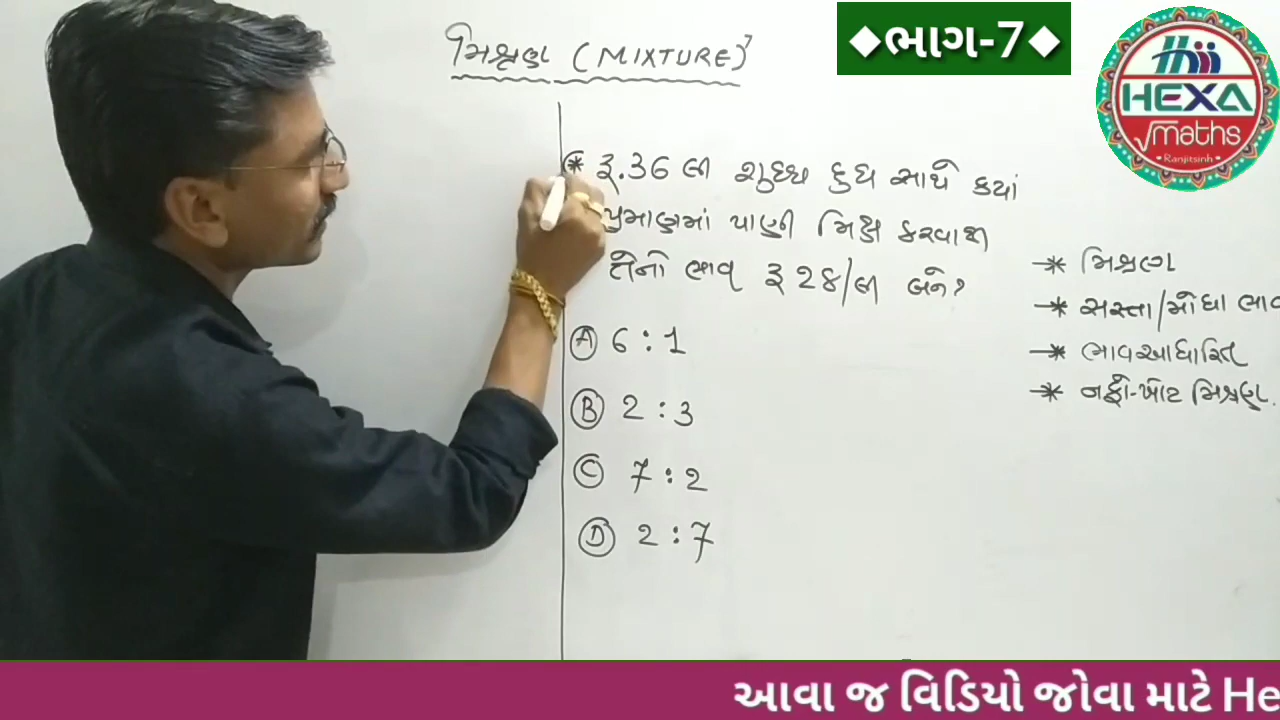 મિશ્રણ (MIXTURE)
◆ભાગ-7◆
HEXA
√maths
Ranjitsinh
* રૂ.36 લી શુધ્ધ દુધ સાથે કયાં
પ્રમાણમાં પાણી મિક્ષ કરવાથી
તેનો ભાવ રૂ 28/લી બને?
(A) 6 : 1
(B) 2 : 3
(C) 7 : 2
(D) 2 : 7
* મિશ્રણ
* સસ્તા/મોંઘા ભાવ
* ભાવઆધારિત
* નફો-ખોટ મિશ્રણ.
આવા જ વિડિયો જોવા માટે He